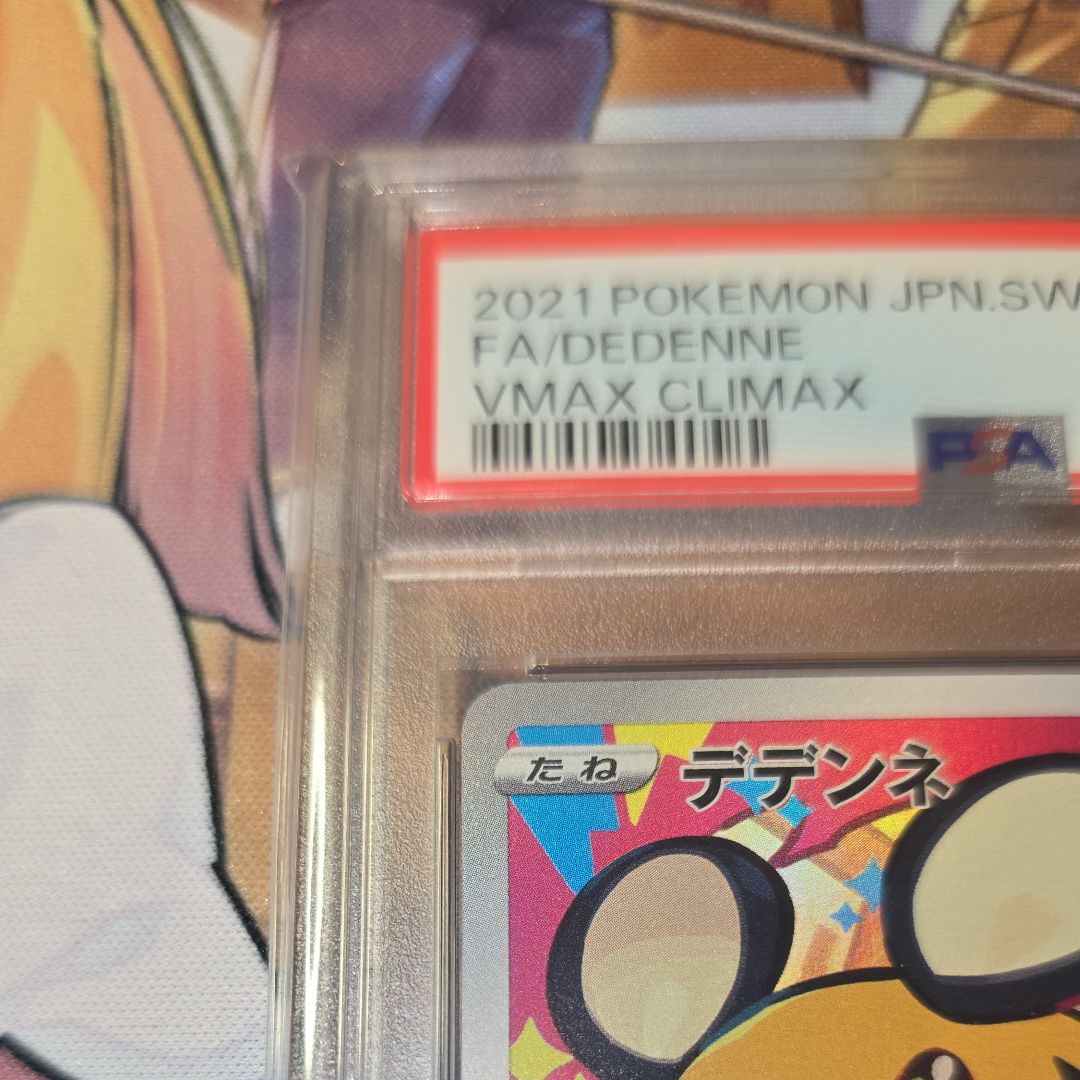 2021 POKEMON JPN.SW
FA/DEDENNE
VMAX CLIMAX
PSA
たね デデンネ